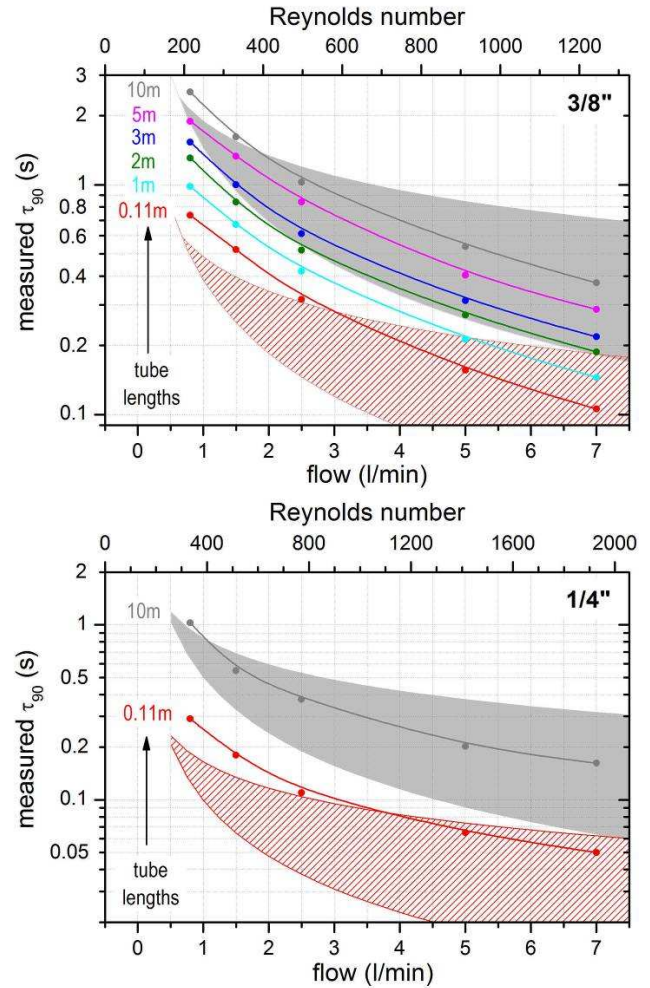 Reynolds number
0 200 400 600 800 1000 1200
3/8"
measured τ90 (s)
3
2
1
0.8
0.6
0.4
0.2
0.1
10m
5m
3m
2m
1m
0.11m
tube
lengths
0 1 2 3 4 5 6 7
flow (l/min)
Reynolds number
0 400 800 1200 1600 2000
1/4"
measured τ90 (s)
2
1
0.5
0.2
0.1
0.05
10m
0.11m
tube
lengths
0 1 2 3 4 5 6 7
flow (l/min)